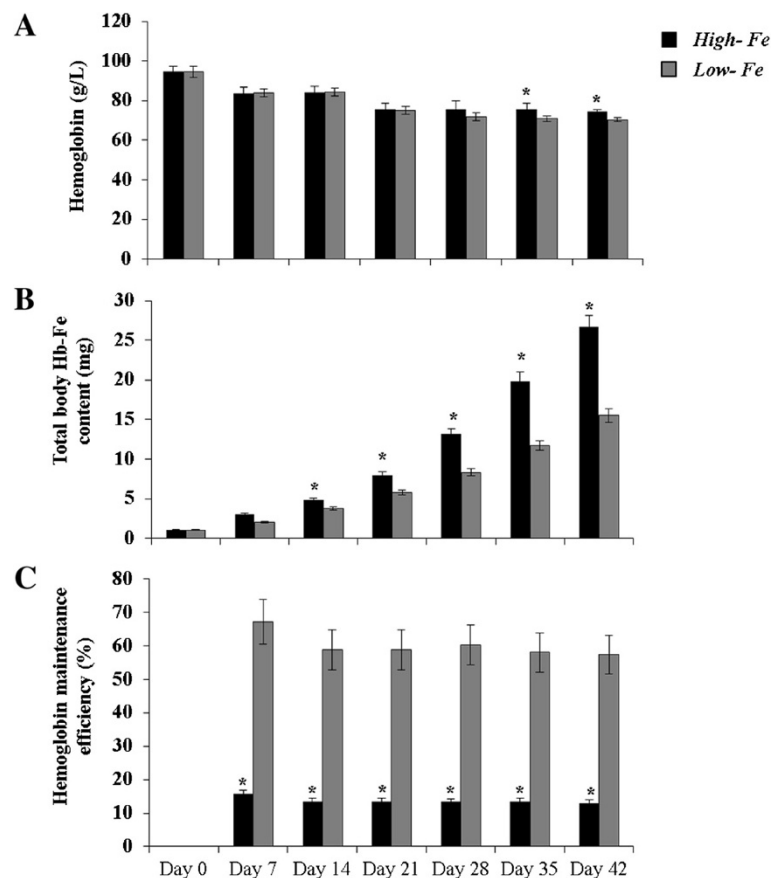 A
Hemoglobin (g/L)
120
100
80
60
40
20
0
* *
High- Fe
Low- Fe
B
Total body Hb-Fe
content (mg)
30
25
20
15
10
5
0
* * * * *
C
Hemoglobin maintenance
efficiency (%)
80
70
60
50
40
30
20
10
0
* * * * * *
Day 0 Day 7 Day 14 Day 21 Day 28 Day 35 Day 42